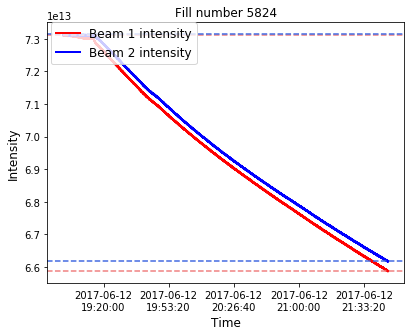 Fill number 5824
1e13
Beam 1 intensity
Beam 2 intensity
7.3
7.2
7.1
7.0
6.9
6.8
6.7
6.6
Intensity
2017-06-12 2017-06-12 2017-06-12 2017-06-12 2017-06-12
19:20:00 19:53:20 20:26:40 21:00:00 21:33:20
Time